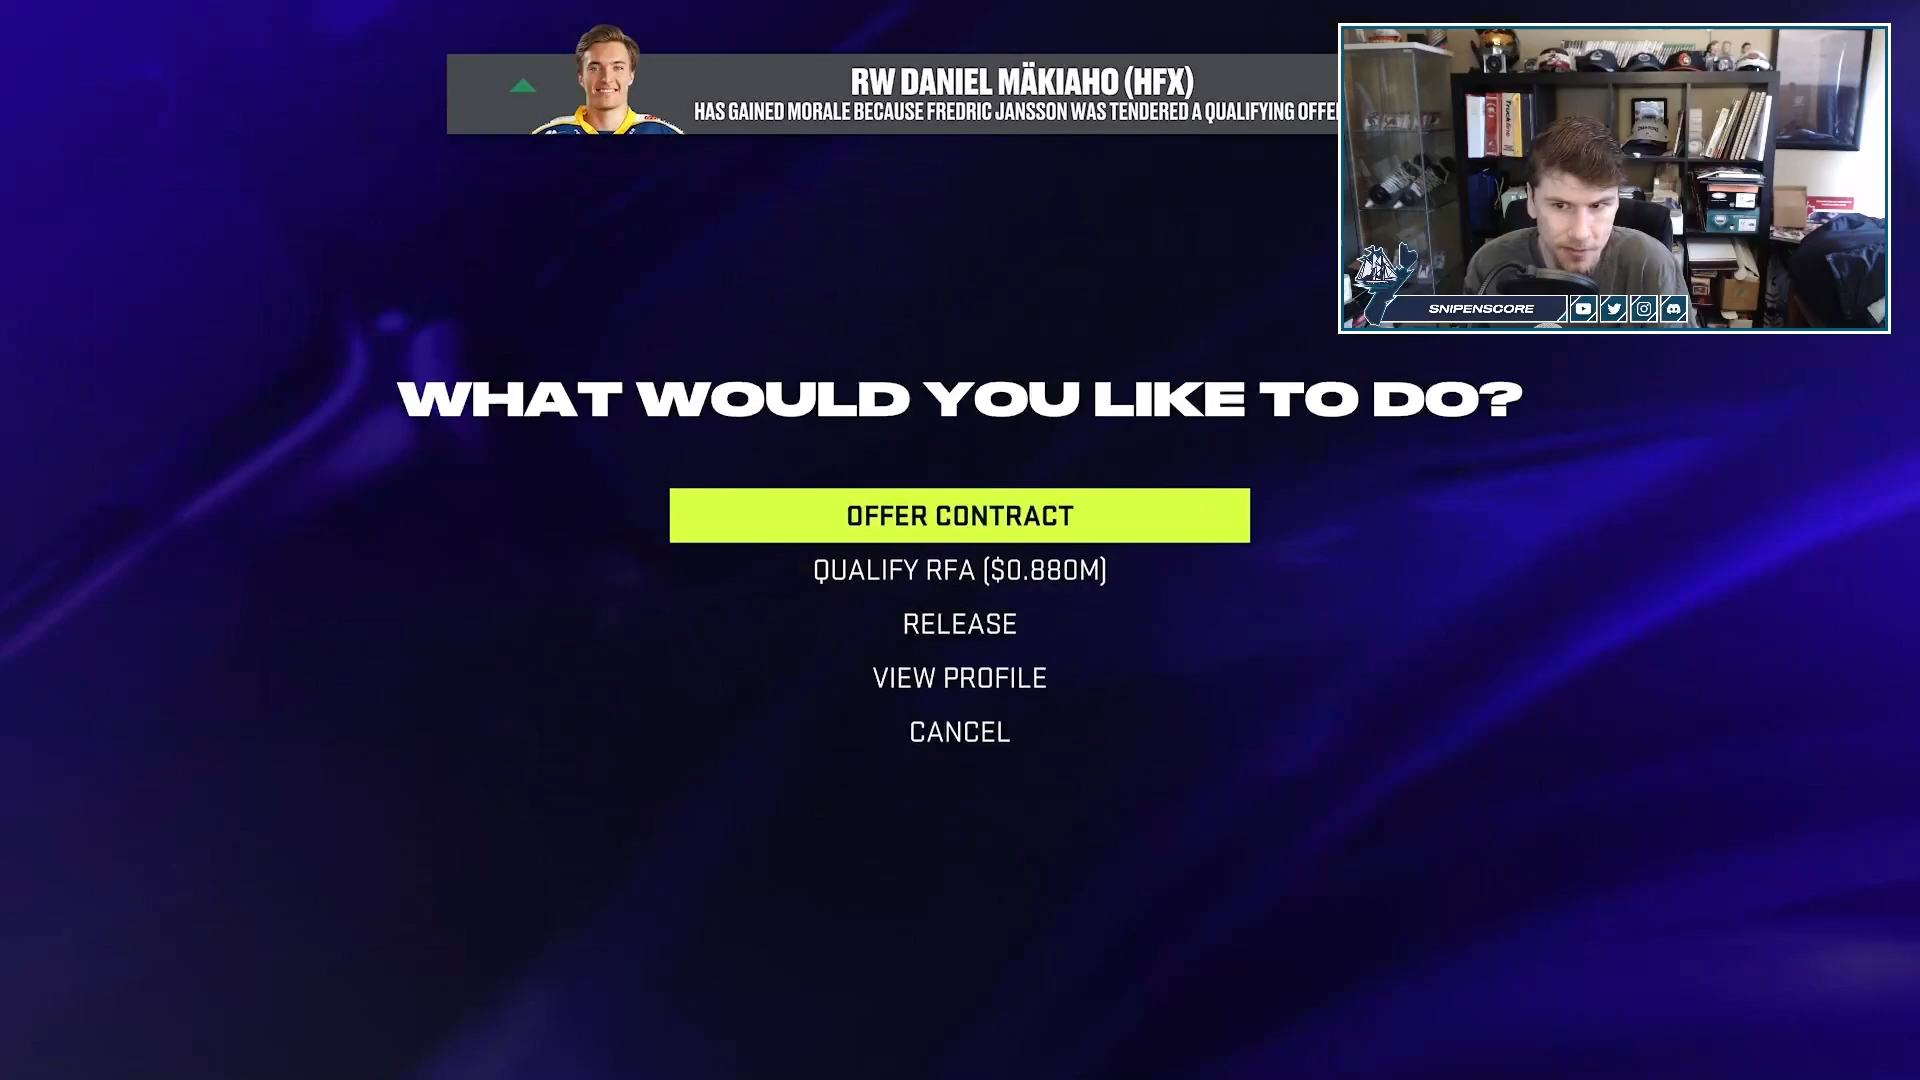 RW DANIEL MÄKIAHO (HFX)
HAS GAINED MORALE BECAUSE FREDRIC JANSSON WAS TENDERED A QUALIFYING OFFE
SNIPENSCORE
WHAT WOULD YOU LIKE TO DO?
OFFER CONTRACT
QUALIFY RFA ($0.880M)
RELEASE
VIEW PROFILE
CANCEL